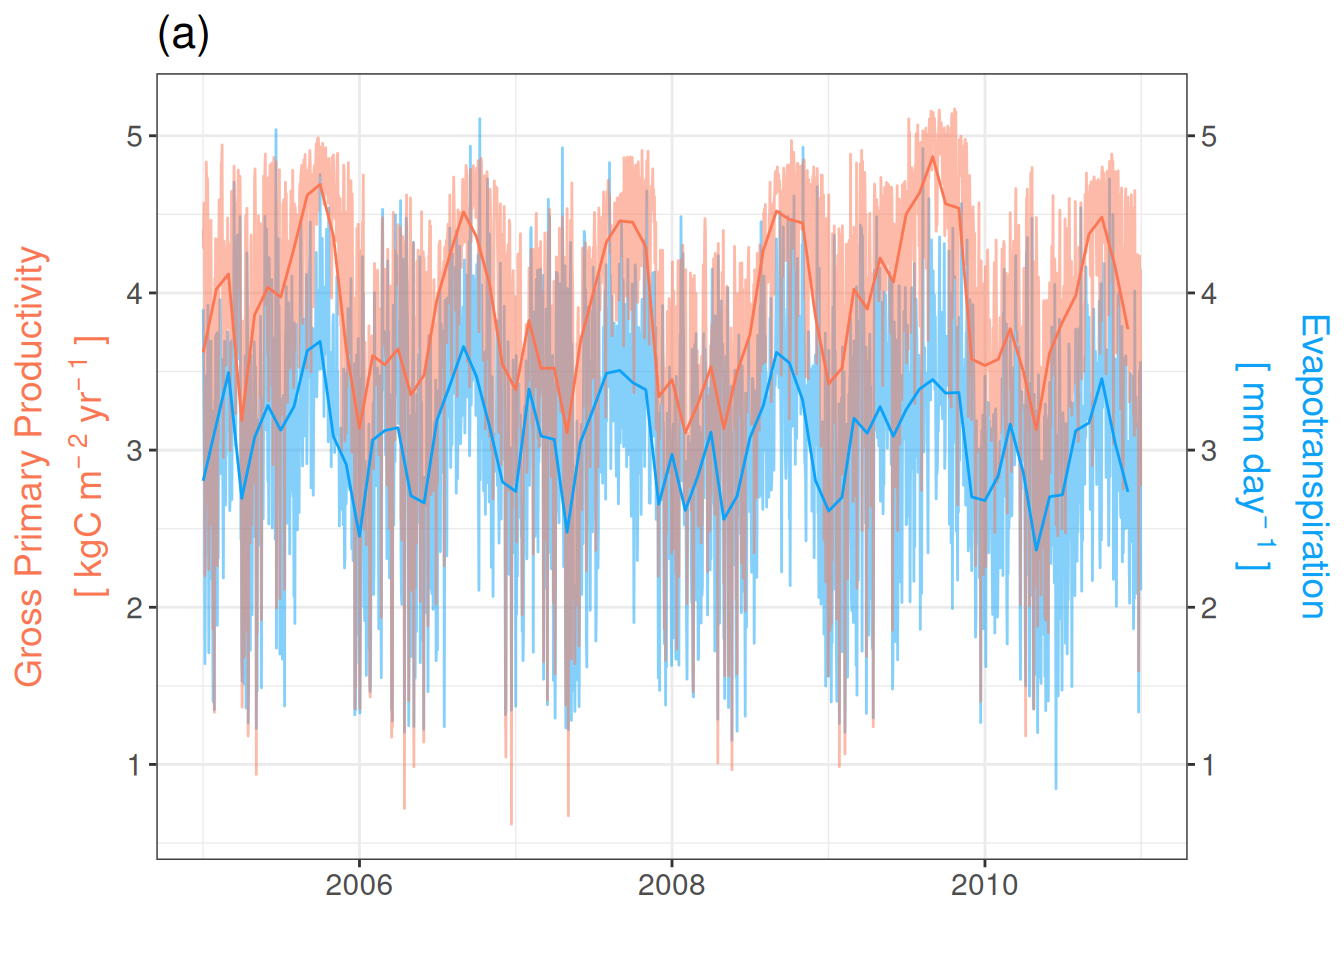 (a)
Gross Primary Productivity
[ kgC m⁻² yr⁻¹ ]
5
4
3
2
1
5
4
3
2
1
Evapotranspiration
[ mm day⁻¹ ]
2006
2008
2010